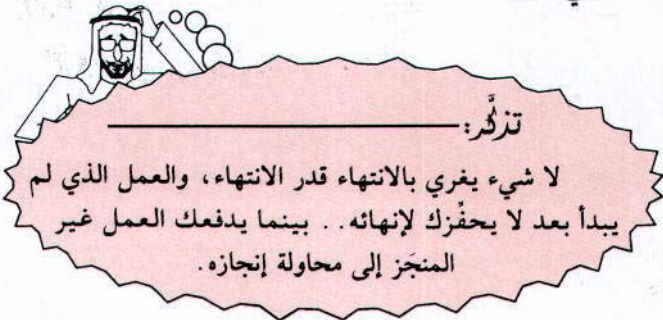 تذكَّر:
لا شيء يغري بالانتهاء قدر الانتهاء، والعمل الذي لم
يبدأ بعد لا يحفِّزك لإنهائه.. بينما يدفعك العمل غير
المنجَز إلى محاولة إنجازه.